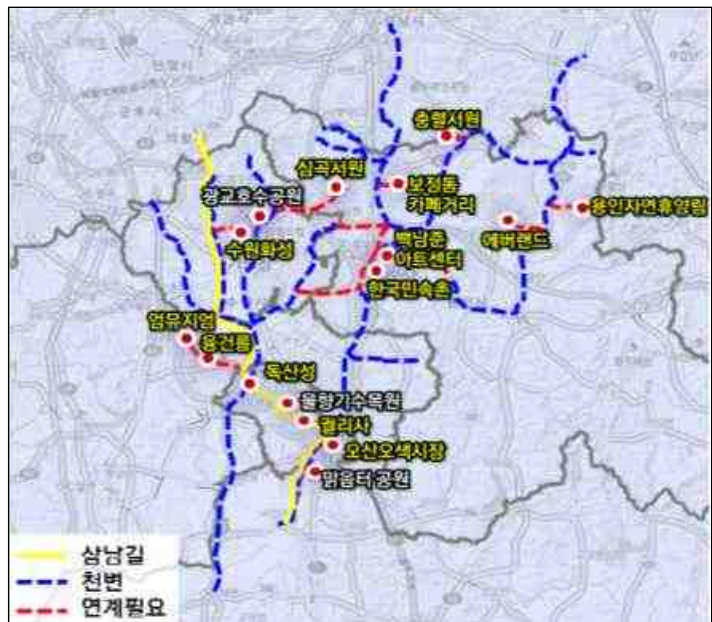 충렬서원
심곡서원
보정동
카페거리
광교호수공원
용인자연휴양림
에버랜드
수원화성
백남준
아트센터
한국민속촌
엄뮤지엄
융건릉
독산성
물향기수목원
궐리사
오산오색시장
맑음터 공원
삼남길
천변
연계필요